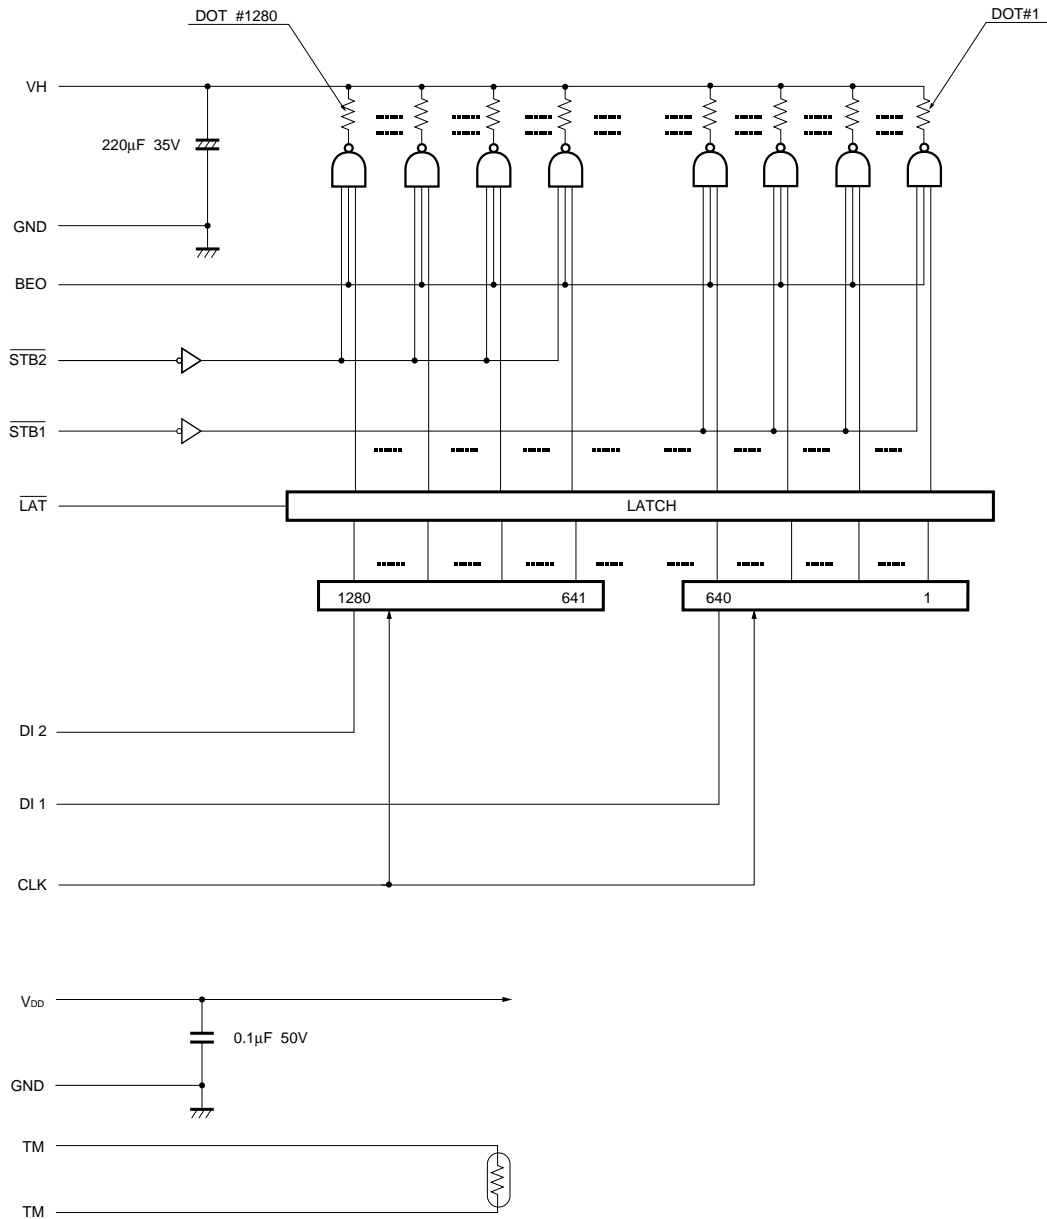 DOT #1280
DOT#1
VH
220μF 35V
GND
BEO
STB2
STB1
LAT
LATCH
1280
641
640
1
DI 2
DI 1
CLK
VDD
0.1μF 50V
GND
TM
TM